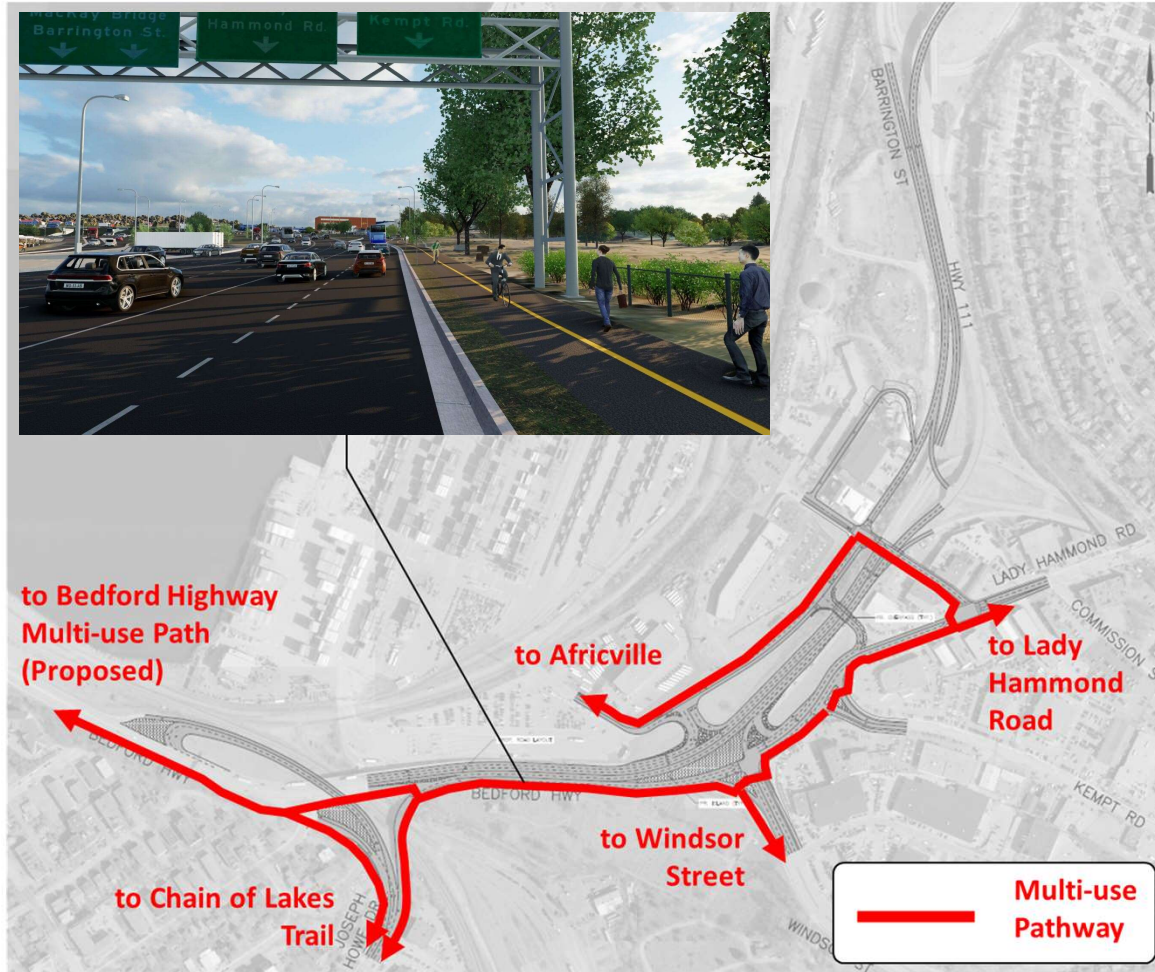 MacKay Bridge
Barrington St.
Hammond Rd.
Kempt Rd.
BARRINGTON ST
N
HWY 111
LADY HAMMOND RD
COMMISSION S
to Bedford Highway
Multi-use Path
(Proposed)
to Africville
to Lady
Hammond
Road
BEDFORD HWY
BEDFORD HWY
KEMPT RD
to Windsor
Street
to Chain of Lakes
Trail
JOSEPH
HOWE DR
WINDSOR ST
Multi-use
Pathway